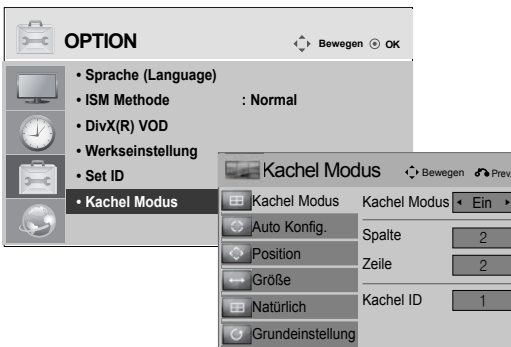 OPTION
Bewegen OK
• Sprache (Language)
• ISM Methode : Normal
• DivX(R) VOD
• Werkseinstellung
• Set ID
• Kachel Modus
Kachel Modus
Bewegen Prev.
Kachel Modus
Auto Konfig.
Position
Größe
Natürlich
Grundeinstellung
Kachel Modus Ein
Spalte 2
Zeile 2
Kachel ID 1